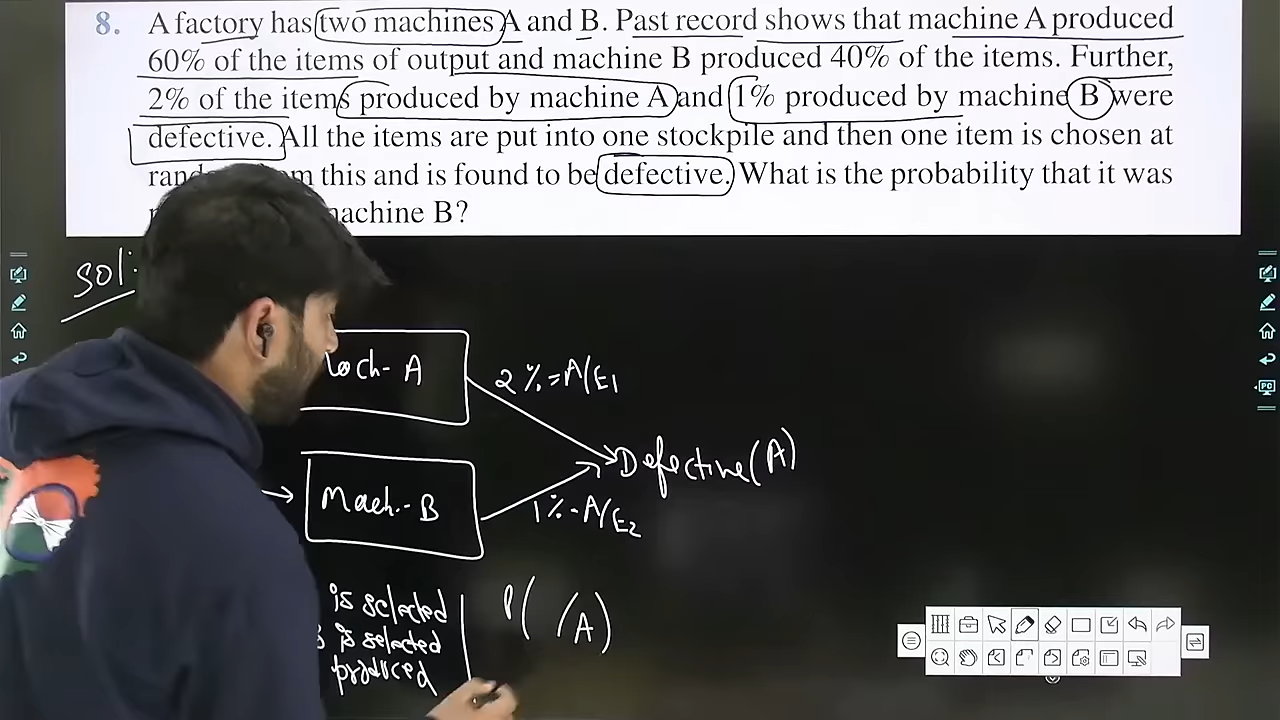 8. A factory has two machines A and B. Past record shows that machine A produced
60% of the items of output and machine B produced 40% of the items. Further,
2% of the items produced by machine A and 1% produced by machine B were
defective. All the items are put into one stockpile and then one item is chosen at
this and is found to be defective. What is the probability that it was
machine B?
Sol:
A
2% = A/E1
Defective (A)
Mach.- B
1% - A/E2
is selected
is selected
produced
P( /A)